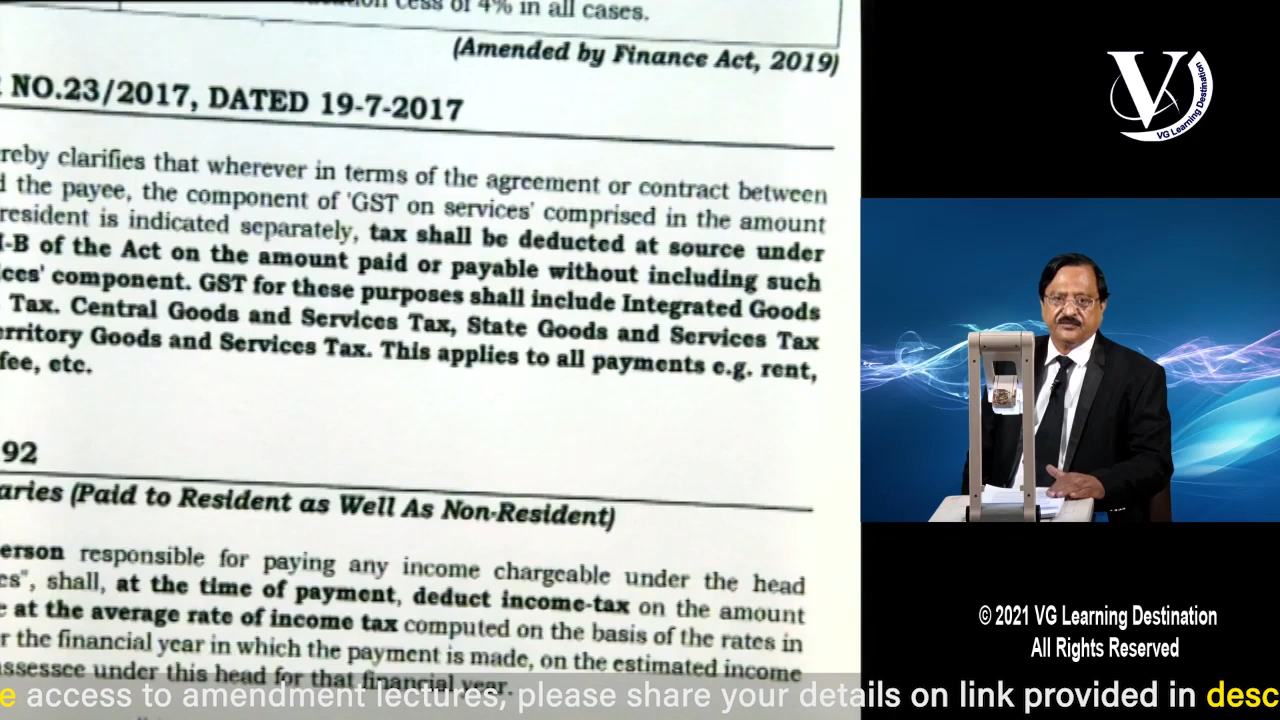 cess of 4% in all cases.
(Amended by Finance Act, 2019)
NO.23/2017, DATED 19-7-2017
reby clarifies that wherever in terms of the agreement or contract between
the payee, the component of 'GST on services' comprised in the amount
resident is indicated separately, tax shall be deducted at source under
I-B of the Act on the amount paid or payable without including such
ices' component. GST for these purposes shall include Integrated Goods
Tax. Central Goods and Services Tax, State Goods and Services Tax
erritory Goods and Services Tax. This applies to all payments e.g. rent,
fee, etc.
92
aries (Paid to Resident as Well As Non-Resident)
erson responsible for paying any income chargeable under the head
es", shall, at the time of payment, deduct income-tax on the amount
e at the average rate of income tax computed on the basis of the rates in
r the financial year in which the payment is made, on the estimated income
assessee under this head for that financial year.
V
VG Learning Destination
© 2021 VG Learning Destination
All Rights Reserved
e access to amendment lectures, please share your details on link provided in desc